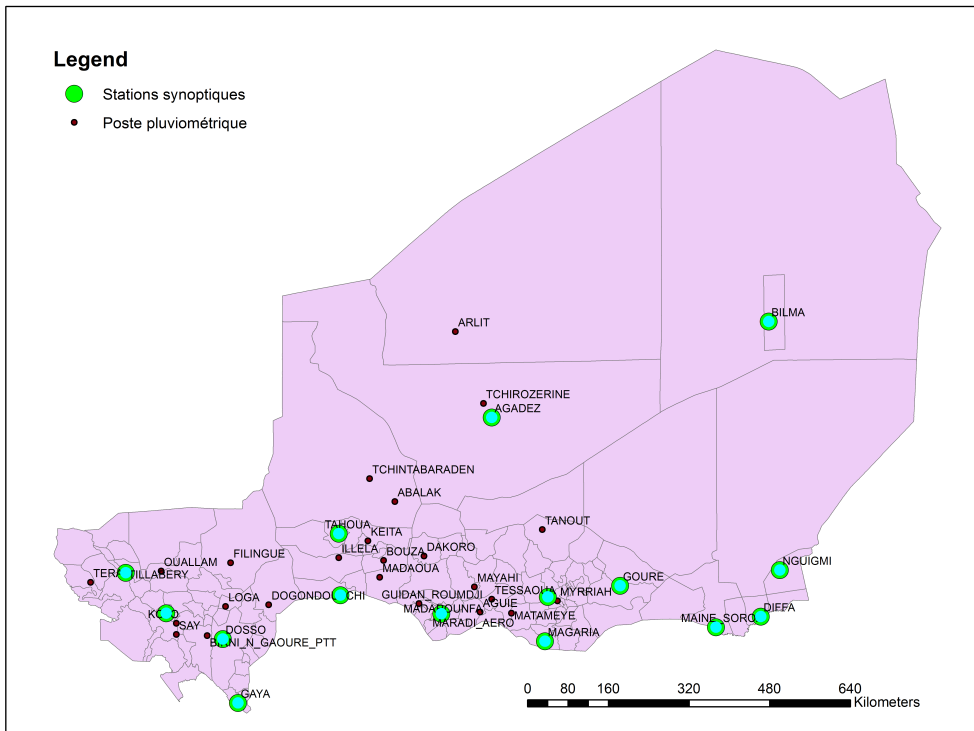 Legend
Stations synoptiques
Poste pluviométrique
BILMA
ARLIT
TCHIROZERINE
AGADEZ
TCHINTABARADEN
ABALAK
TANOUT
TAHOUA
KEITA
ILLELA
BOUZA
DAKORO
MADAOUA
FILINGUE
OUALLAM
TILLABERY
NGUIGMI
GOURE
MAYAHI
TESSAOUA
MYRRIAH
GUIDAN_ROUMDJI
AGUIE
MATAMEYE
MARADI_AERO
LOGA
SAY
DOSSO
BIRNI_N_GAOURE_PTT
MAGARIA
MAINE_SORO
DIFFA
GAYA
0 80 160 320 480 640
Kilometers